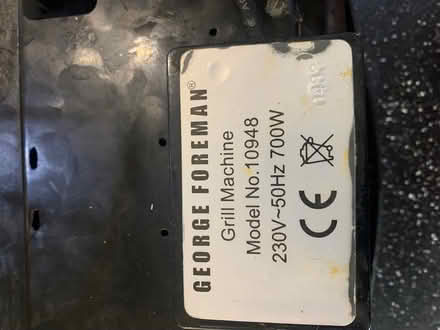 GEORGE FOREMAN®
Grill Machine
Model No.10948
230V~50Hz 700W
CE